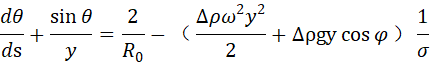 dθ/ds + sin θ/y = 2/R₀ − （Δρω²y²/2 + Δρgy cos φ）1/σ